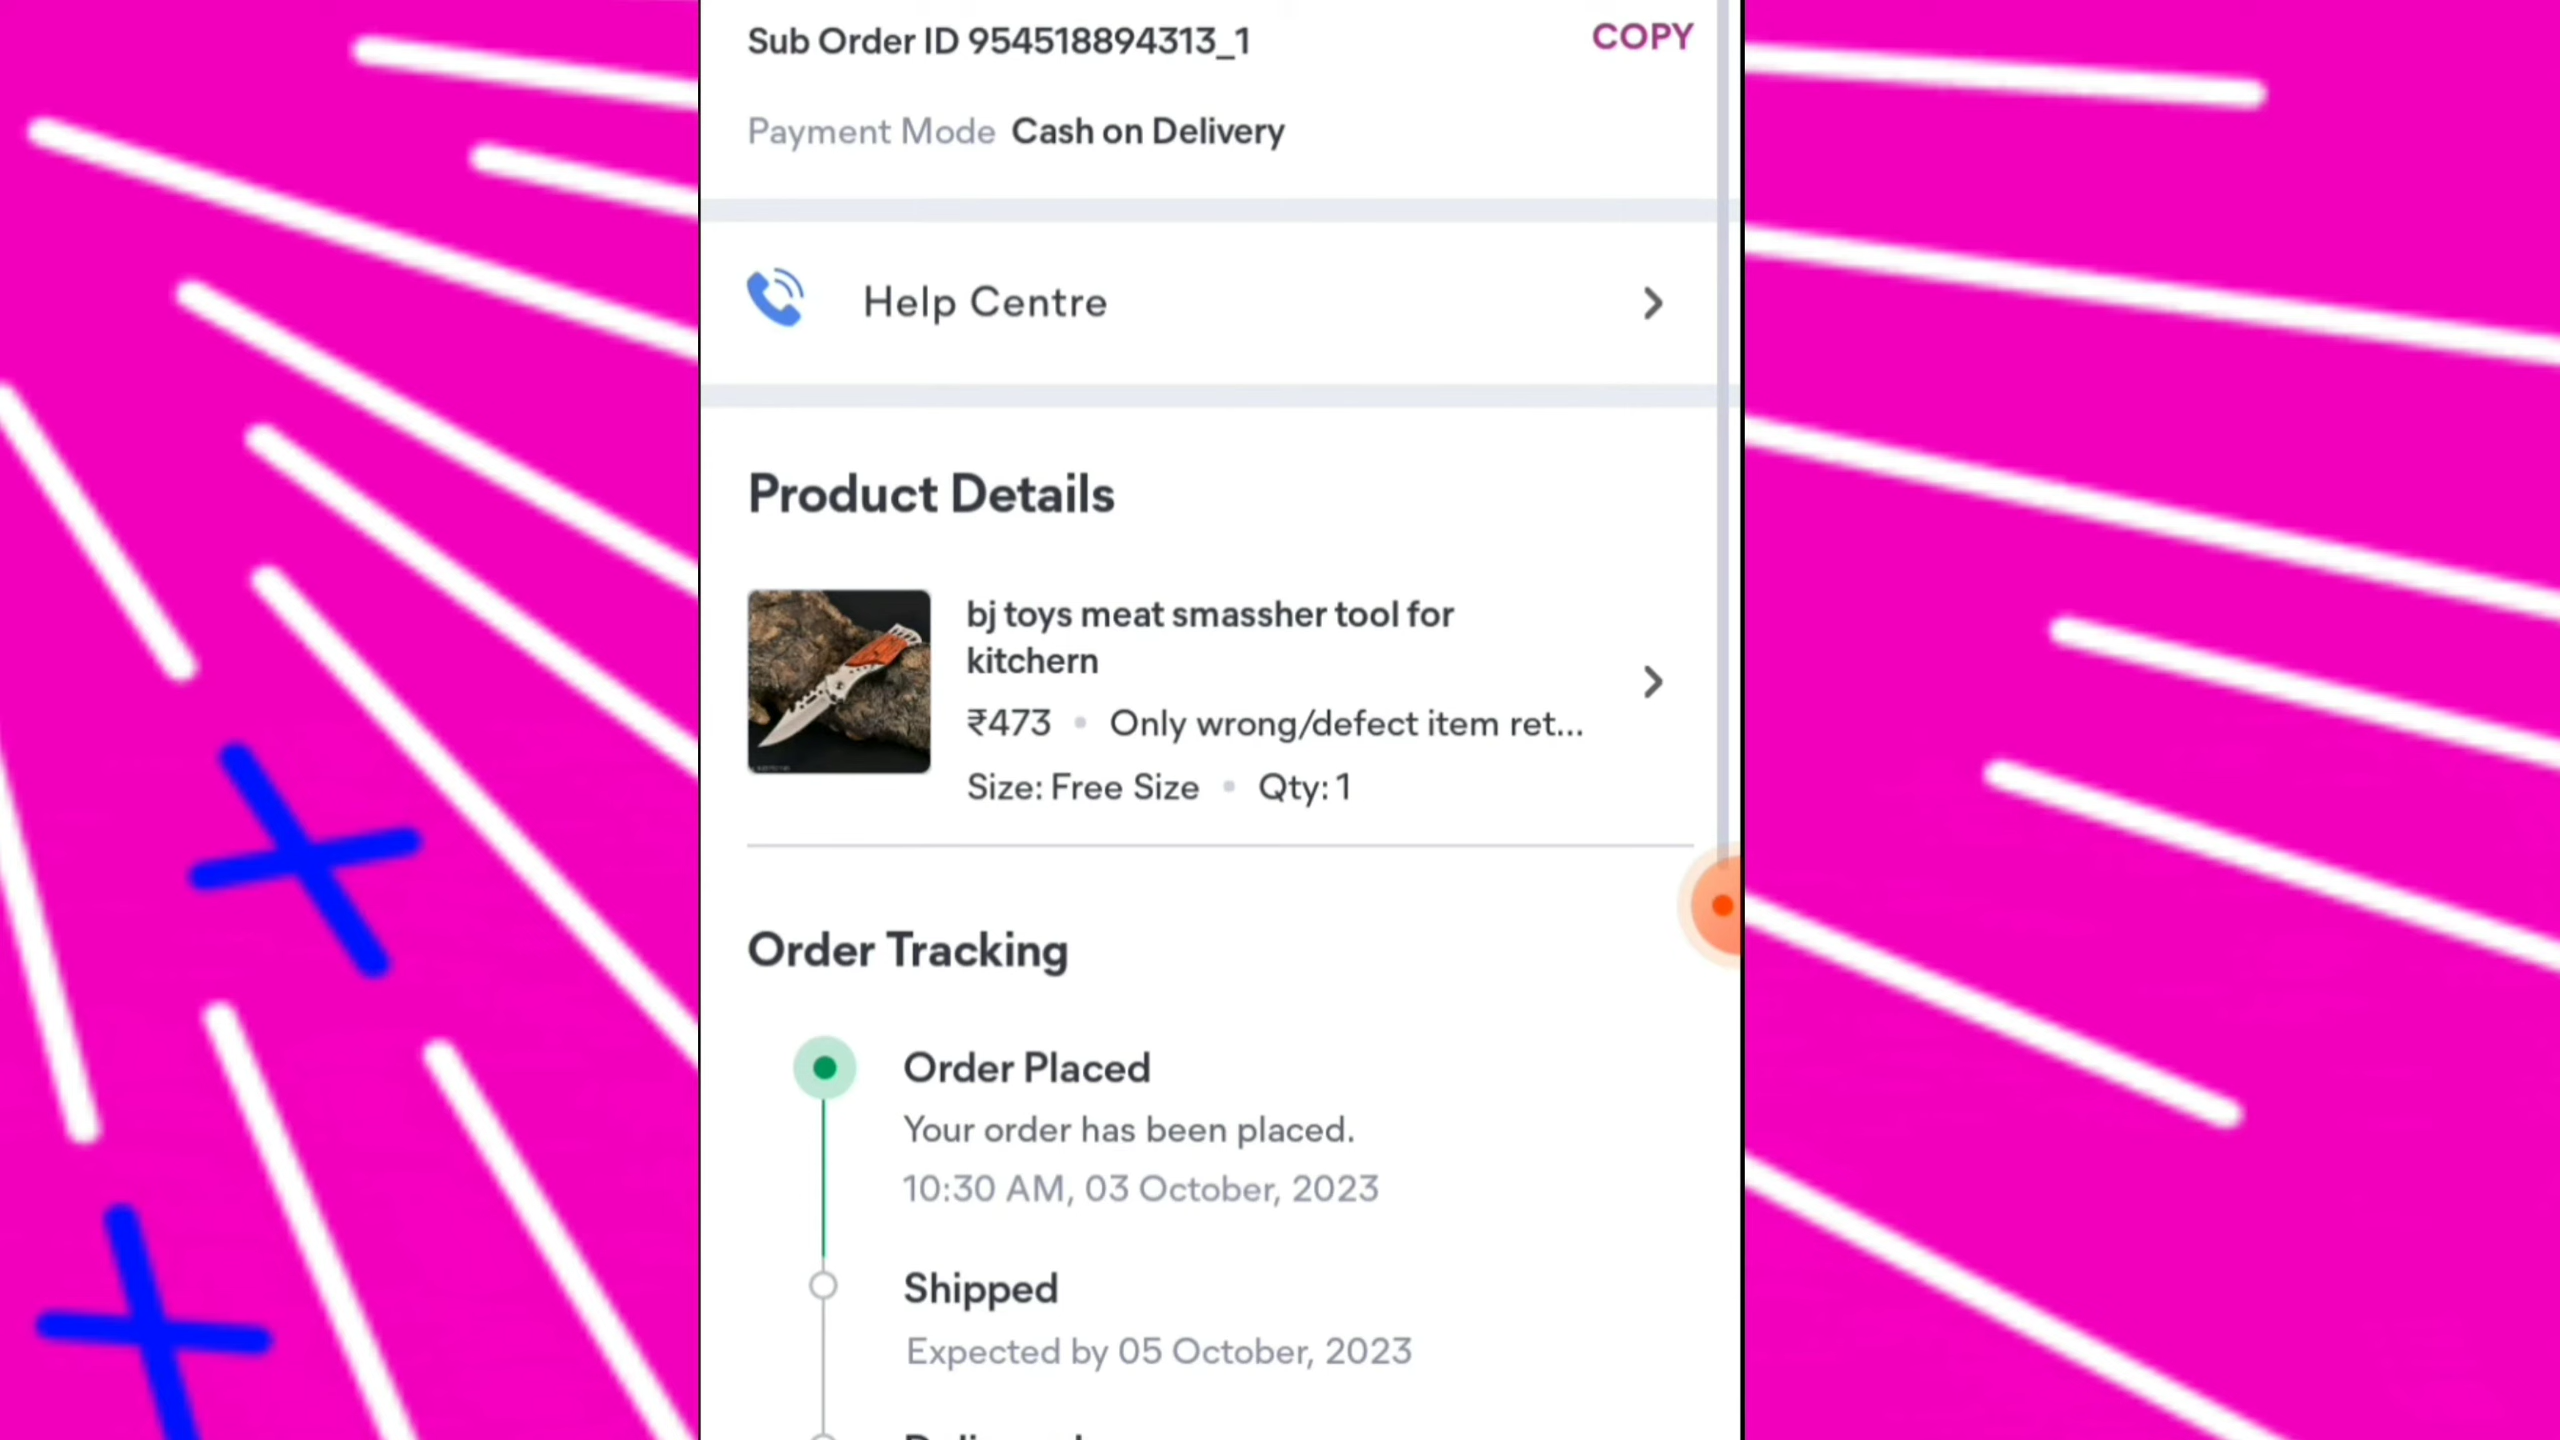 Sub Order ID 954518894313_1
COPY
Payment Mode Cash on Delivery
Help Centre
Product Details
bj toys meat smassher tool for
kitchern
₹473 • Only wrong/defect item ret...
Size: Free Size • Qty: 1
Order Tracking
Order Placed
Your order has been placed.
10:30 AM, 03 October, 2023
Shipped
Expected by 05 October, 2023